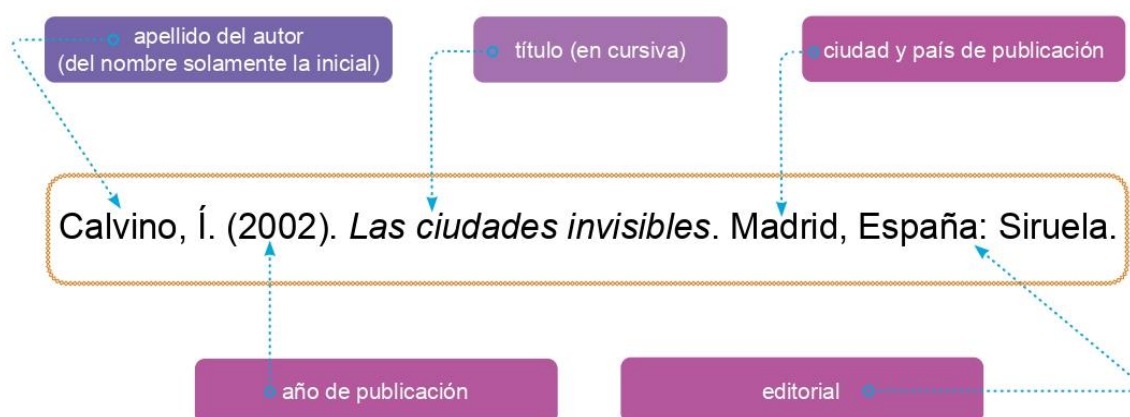 apellido del autor
(del nombre solamente la inicial)
título (en cursiva)
ciudad y país de publicación
Calvino, Í. (2002). Las ciudades invisibles. Madrid, España: Siruela.
año de publicación
editorial